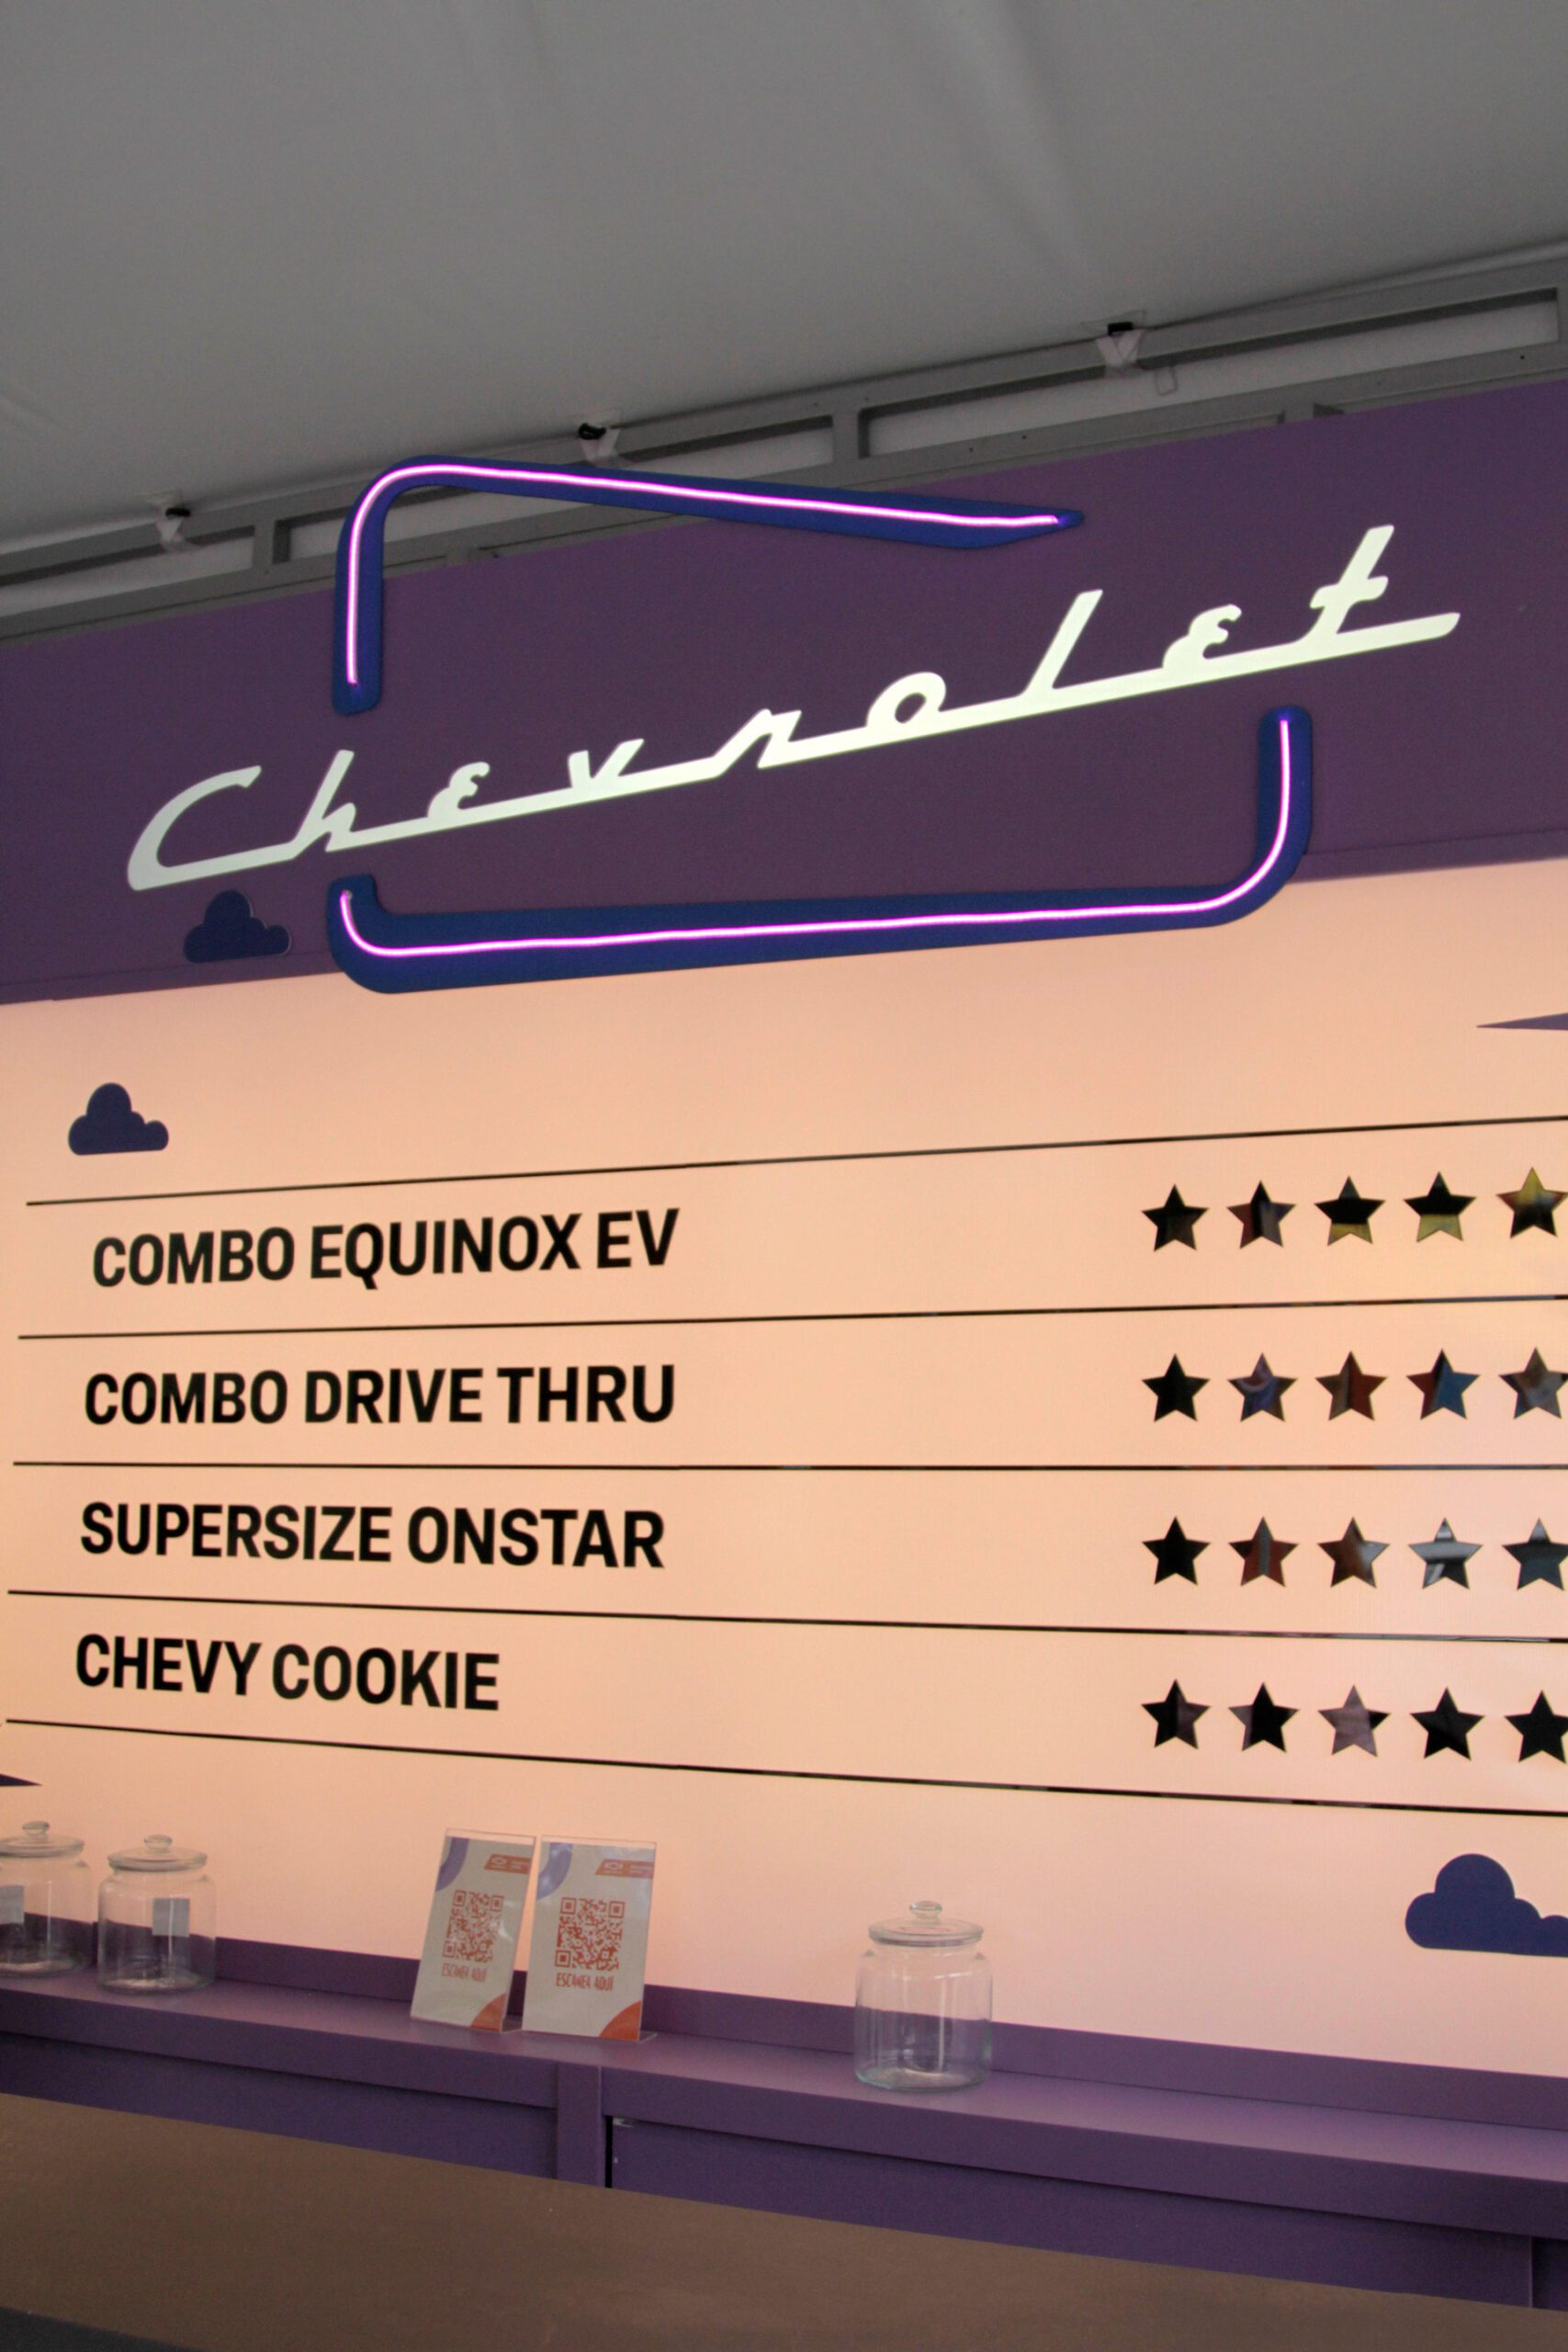 Chevrolet
COMBO EQUINOX EV
COMBO DRIVE THRU
SUPERSIZE ONSTAR
CHEVY COOKIE
ESCANEA AQUÍ
ESCANEA AQUÍ